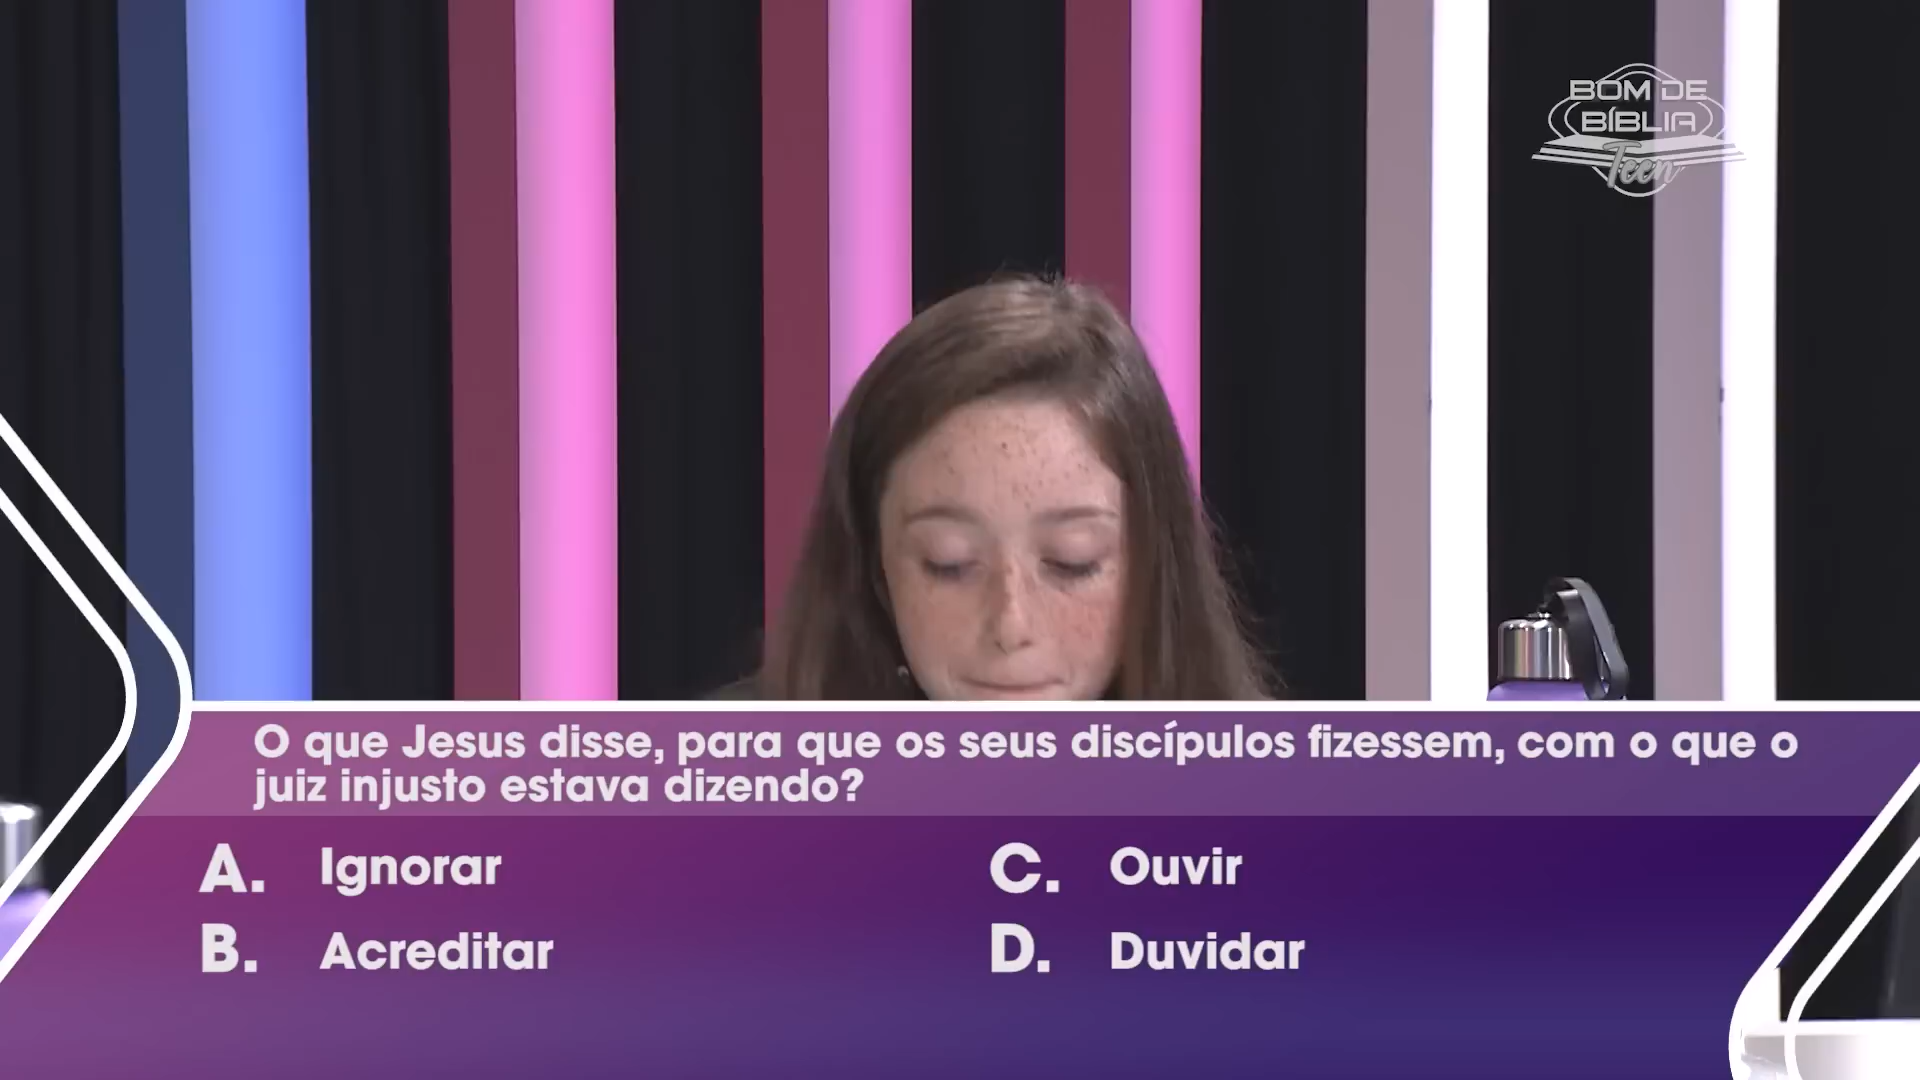 BOM DE
BÍBLIA
Teen
O que Jesus disse, para que os seus discípulos fizessem, com o que o
juiz injusto estava dizendo?
A. Ignorar
C. Ouvir
B. Acreditar
D. Duvidar